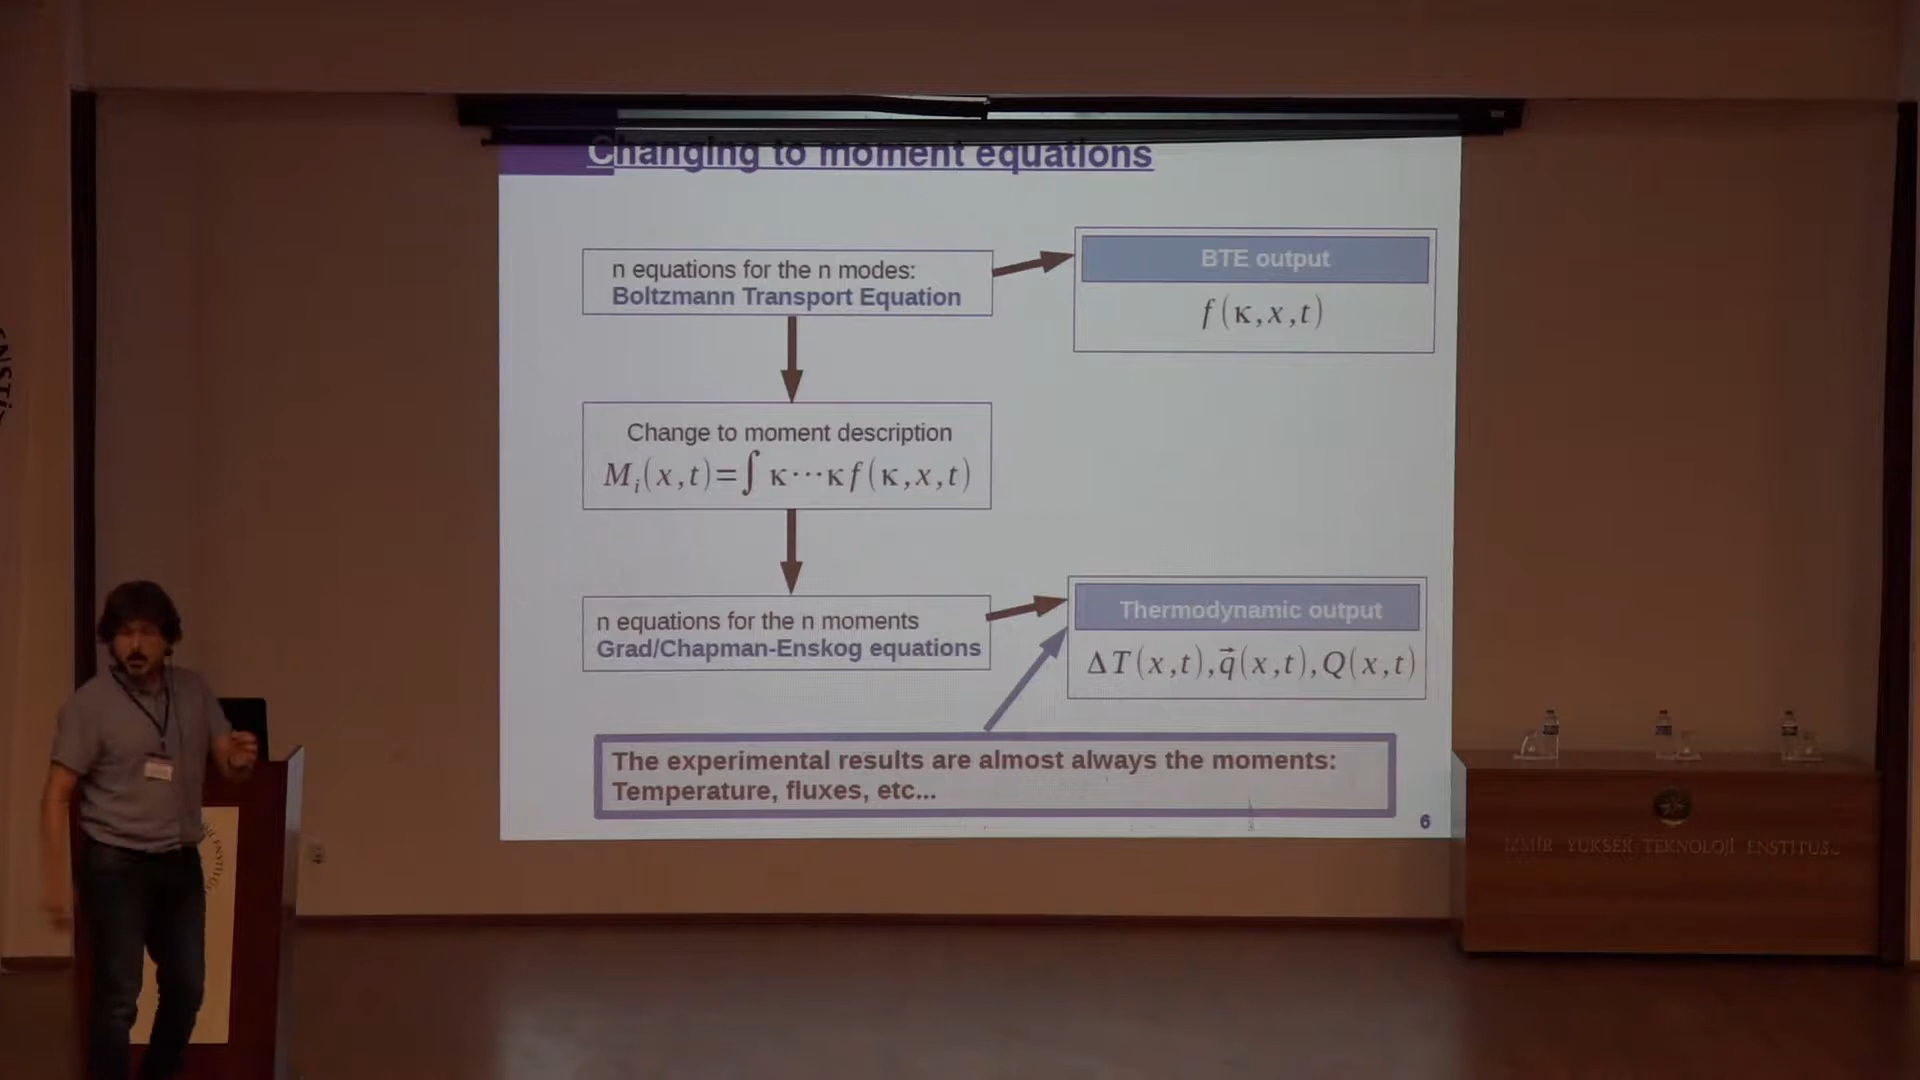 Changing to moment equations
n equations for the n modes:
Boltzmann Transport Equation
BTE output
f(κ,x,t)
Change to moment description
M_i(x,t)=∫ κ⋯κ f(κ,x,t)
n equations for the n moments
Grad/Chapman-Enskog equations
Thermodynamic output
ΔT(x,t), q⃗(x,t), Q(x,t)
The experimental results are almost always the moments:
Temperature, fluxes, etc...
6
İZMİR YÜKSEK TEKNOLOJİ ENSTİTÜSÜ